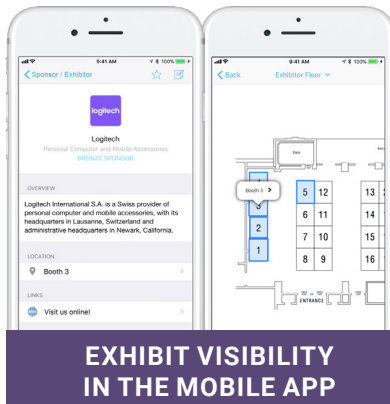 9:41 AM
100%
Sponsor / Exhibitor
logitech
Logitech
Personal Computer and Mobile Accessories
BRONZE SPONSOR
OVERVIEW
Logitech International S.A. is a Swiss provider of
personal computer and mobile accessories, with its
headquarters in Lausanne, Switzerland and
administrative headquarters in Newark, California.
LOCATION
Booth 3
LINKS
Visit us online!
9:41 AM
100%
Back
Exhibitor Floor
Booth 3
3
2
1
5 12
6 11
7 10
8 9
13
14
15
16
ENTRANCE
EXHIBIT VISIBILITY
IN THE MOBILE APP